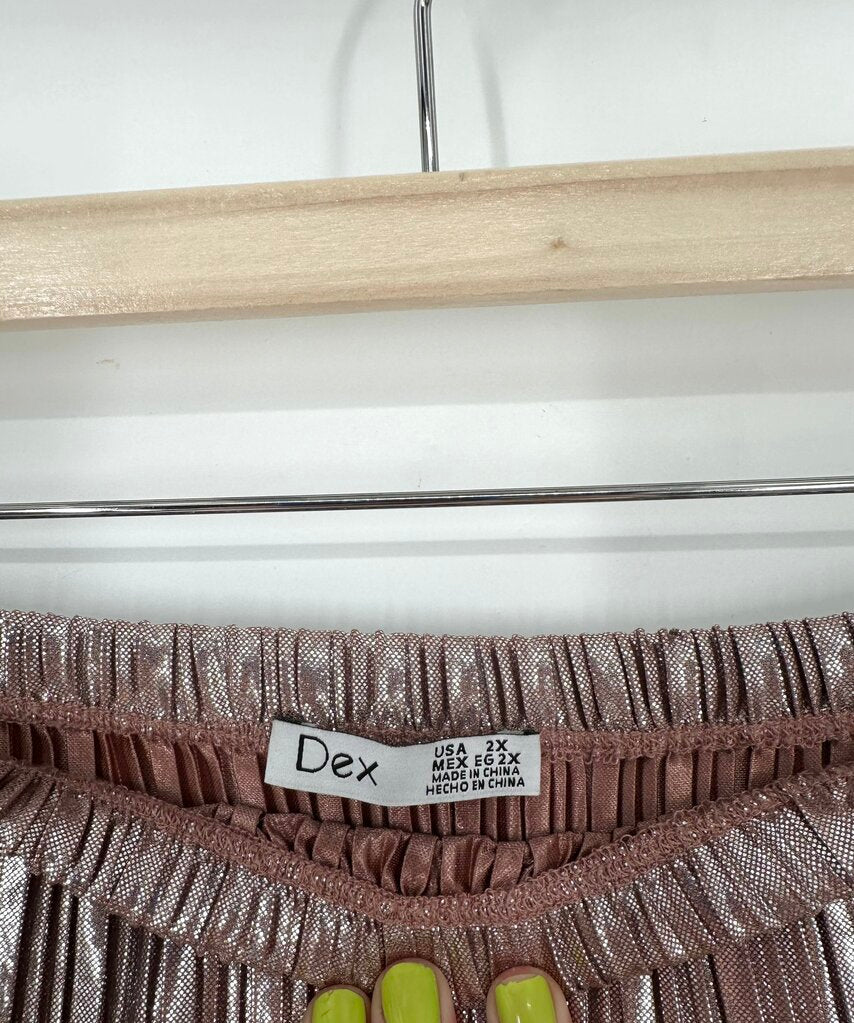 Dex
USA 2X
MEX EG 2X
MADE IN CHINA
HECHO EN CHINA